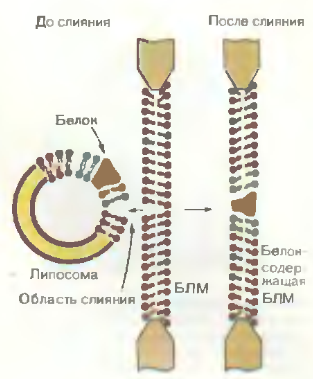 До слияния
После слияния
Белок
Липосома
Область слияния
БЛМ
Белок-
содер-
жащая
БЛМ